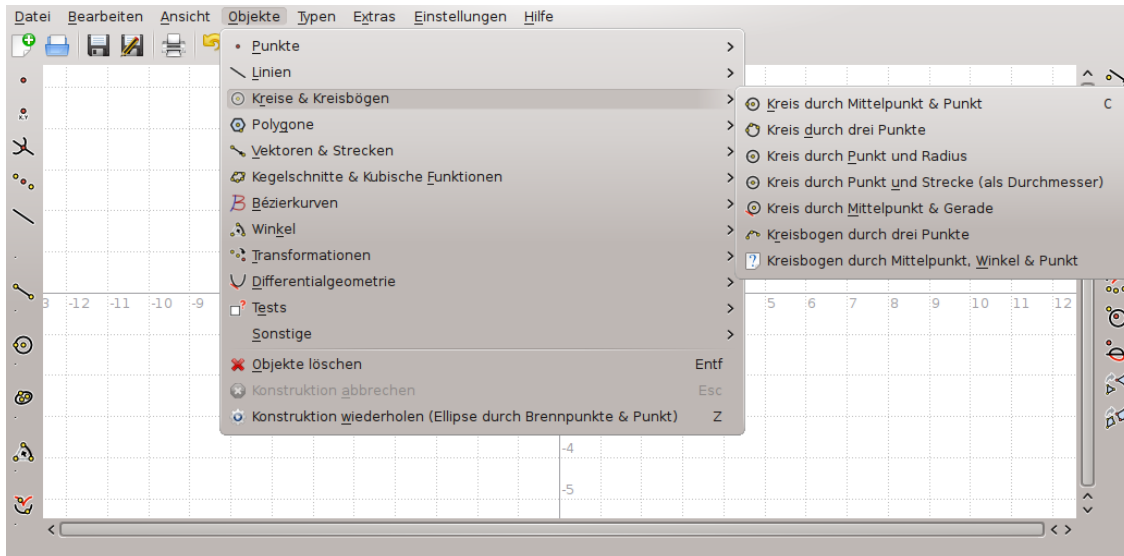 Datei Bearbeiten Ansicht Objekte Typen Extras Einstellungen Hilfe
Punkte
Linien
Kreise & Kreisbögen
Polygone
Vektoren & Strecken
Kegelschnitte & Kubische Funktionen
Bézierkurven
Winkel
Transformationen
Differentialgeometrie
Tests
Sonstige
Objekte löschen Entf
Konstruktion abbrechen Esc
Konstruktion wiederholen (Ellipse durch Brennpunkte & Punkt) Z
Kreis durch Mittelpunkt & Punkt C
Kreis durch drei Punkte
Kreis durch Punkt und Radius
Kreis durch Punkt und Strecke (als Durchmesser)
Kreis durch Mittelpunkt & Gerade
Kreisbogen durch drei Punkte
Kreisbogen durch Mittelpunkt, Winkel & Punkt
X,Y
3 -12 -11 -10 -9 5 6 7 8 9 10 11 12
-4
-5